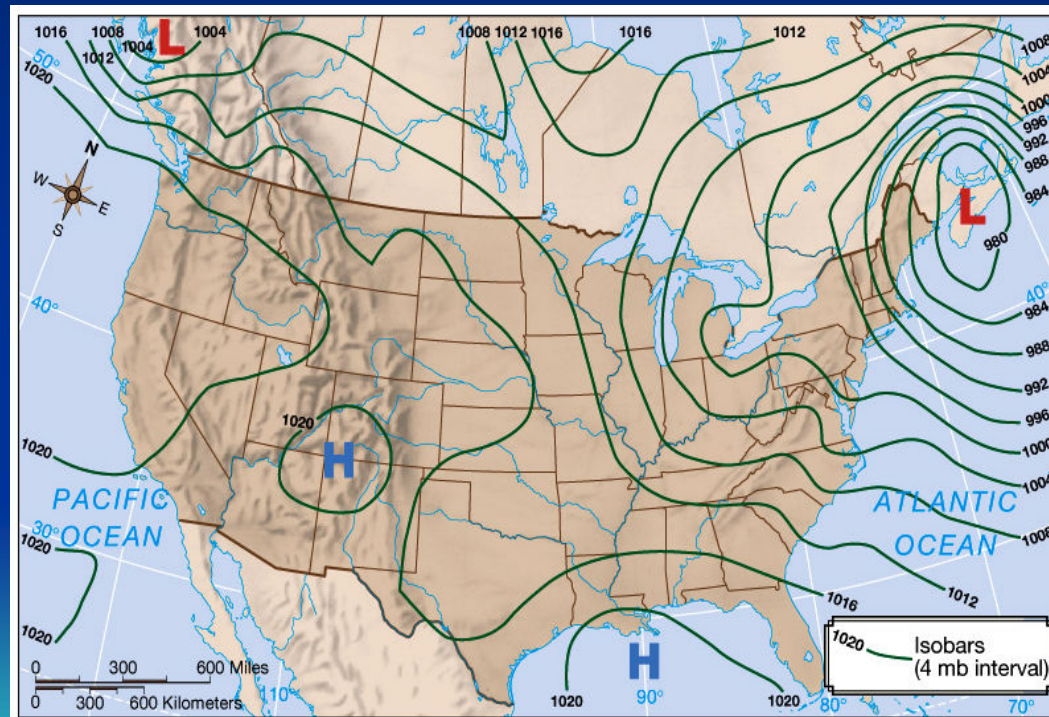 1016
1008
1004
L
1004
1012
1020
50°
1008
1012
1016
1016
1012
1008
1004
1000
996
992
988
984
L
980
N
W
E
S
40°
40°
984
988
992
996
1000
1004
1008
1012
1016
1020
H
1020
PACIFIC
OCEAN
30°
1020
1020
ATLANTIC
OCEAN
H
1020
1020
90°
80°
70°
110°
0 300 600 Miles
0 300 600 Kilometers
1020
Isobars
(4 mb interval)